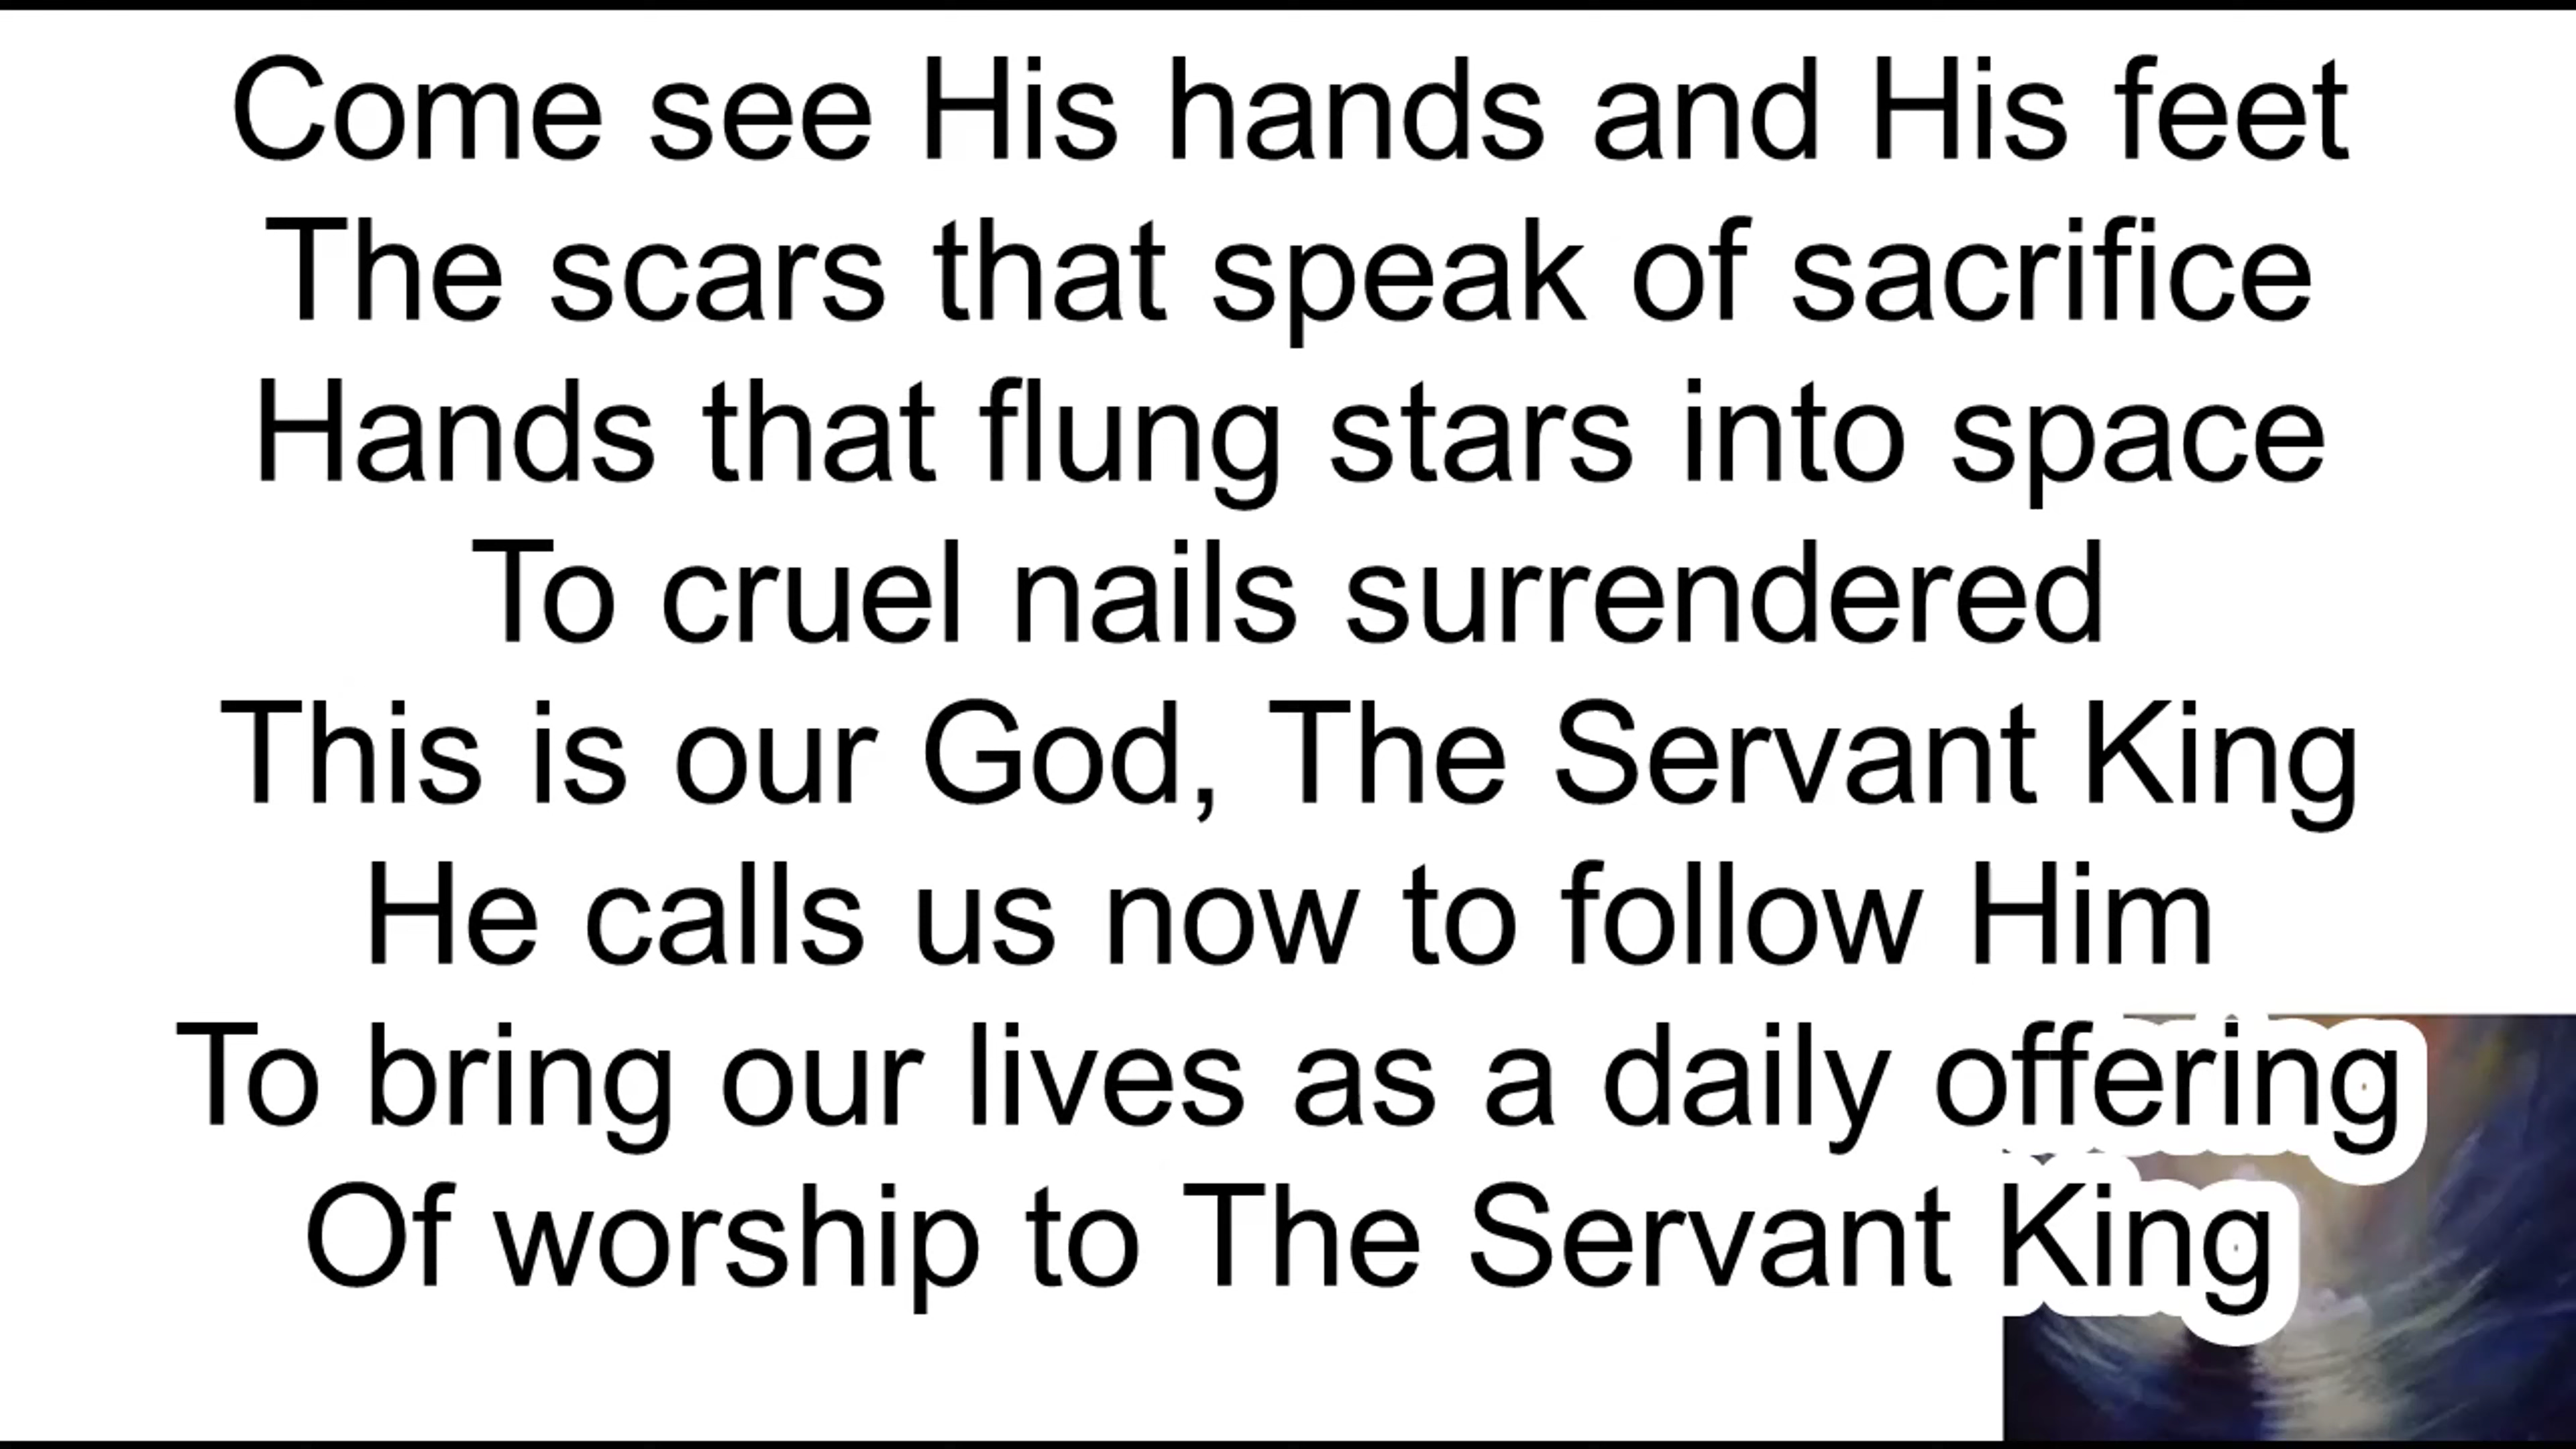 Come see His hands and His feet
The scars that speak of sacrifice
Hands that flung stars into space
To cruel nails surrendered
This is our God, The Servant King
He calls us now to follow Him
To bring our lives as a daily offering
Of worship to The Servant King